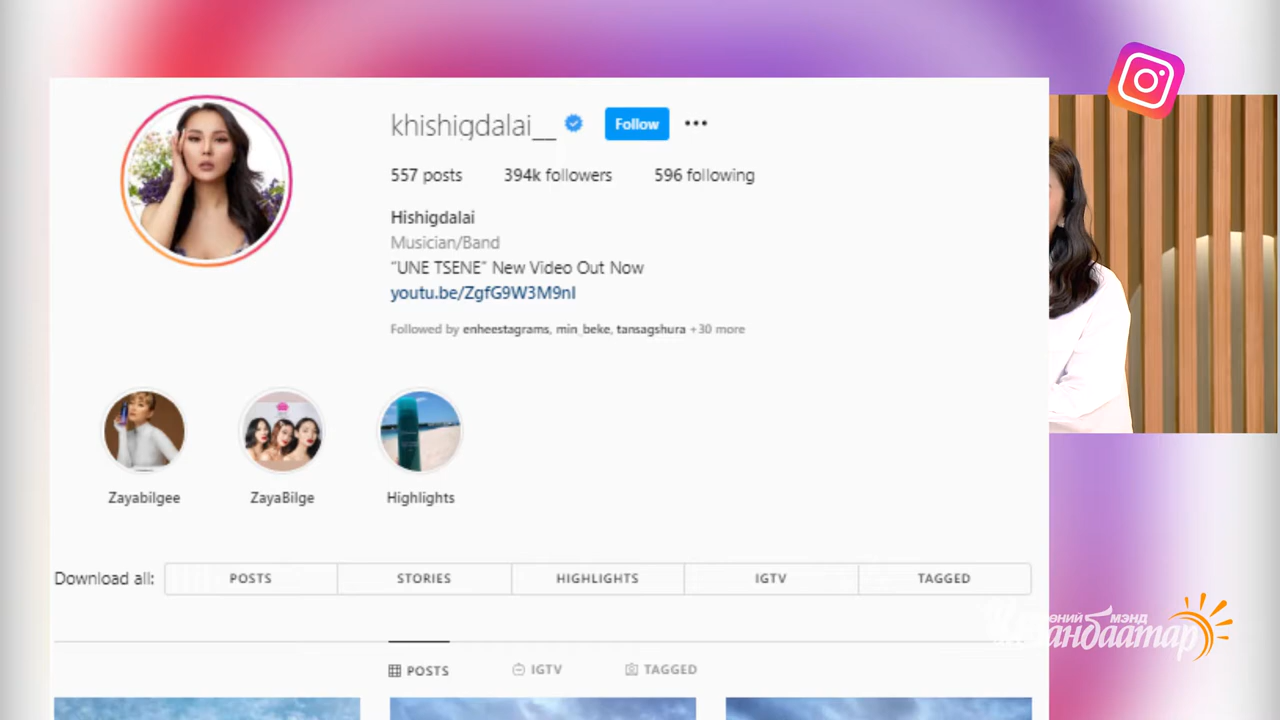 khishigdalai__
Follow
557 posts 394k followers 596 following
Hishigdalai
Musician/Band
"UNE TSENE" New Video Out Now
youtu.be/ZgfG9W3M9nI
Followed by enheestagrams, min_beke, tansagshura +30 more
Zayabilgee ZayaBilge Highlights
Download all: POSTS STORIES HIGHLIGHTS IGTV TAGGED
МЭНД
POSTS IGTV TAGGED